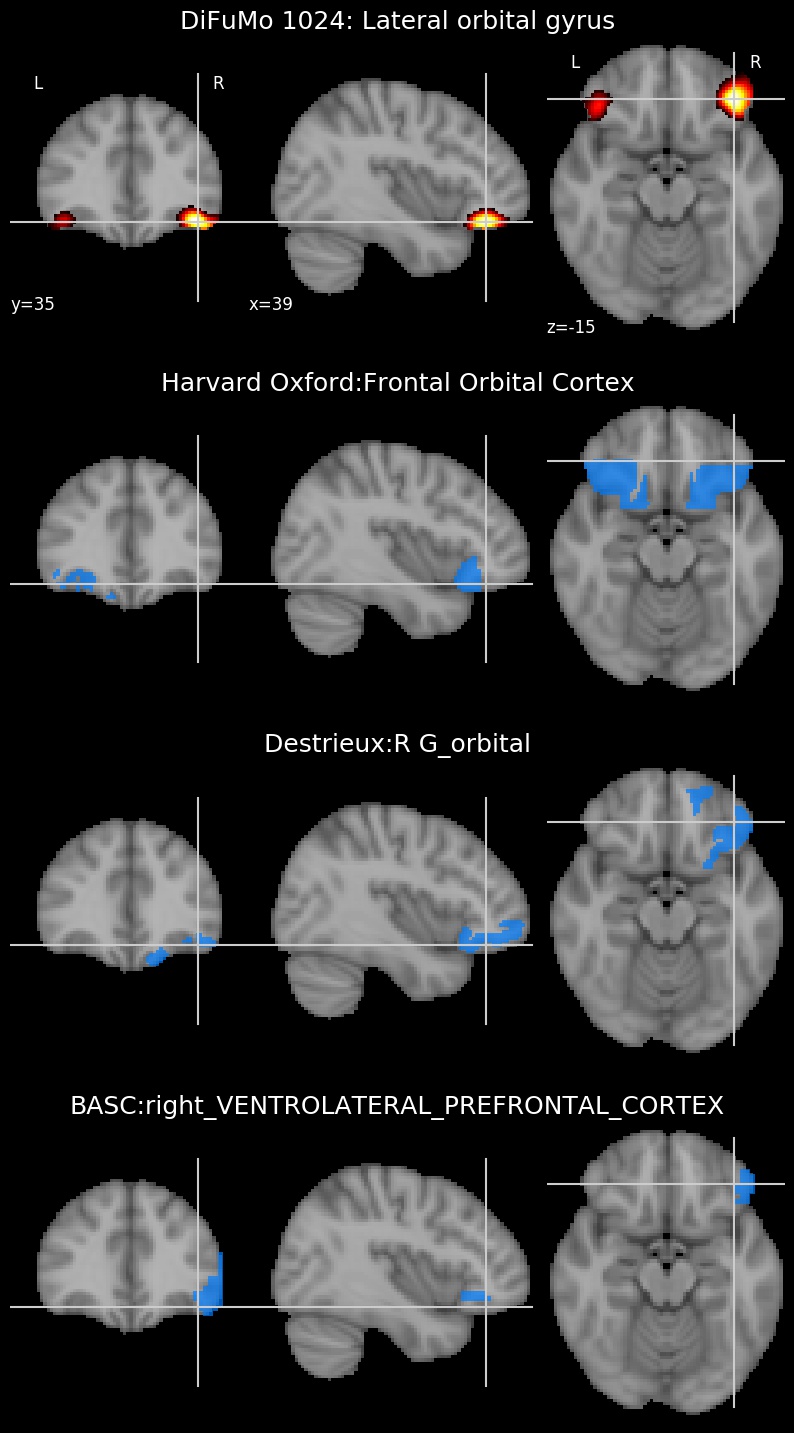 DiFuMo 1024: Lateral orbital gyrus
L R
L R
y=35
x=39
z=-15
Harvard Oxford:Frontal Orbital Cortex
Destrieux:R G_orbital
BASC:right_VENTROLATERAL_PREFRONTAL_CORTEX